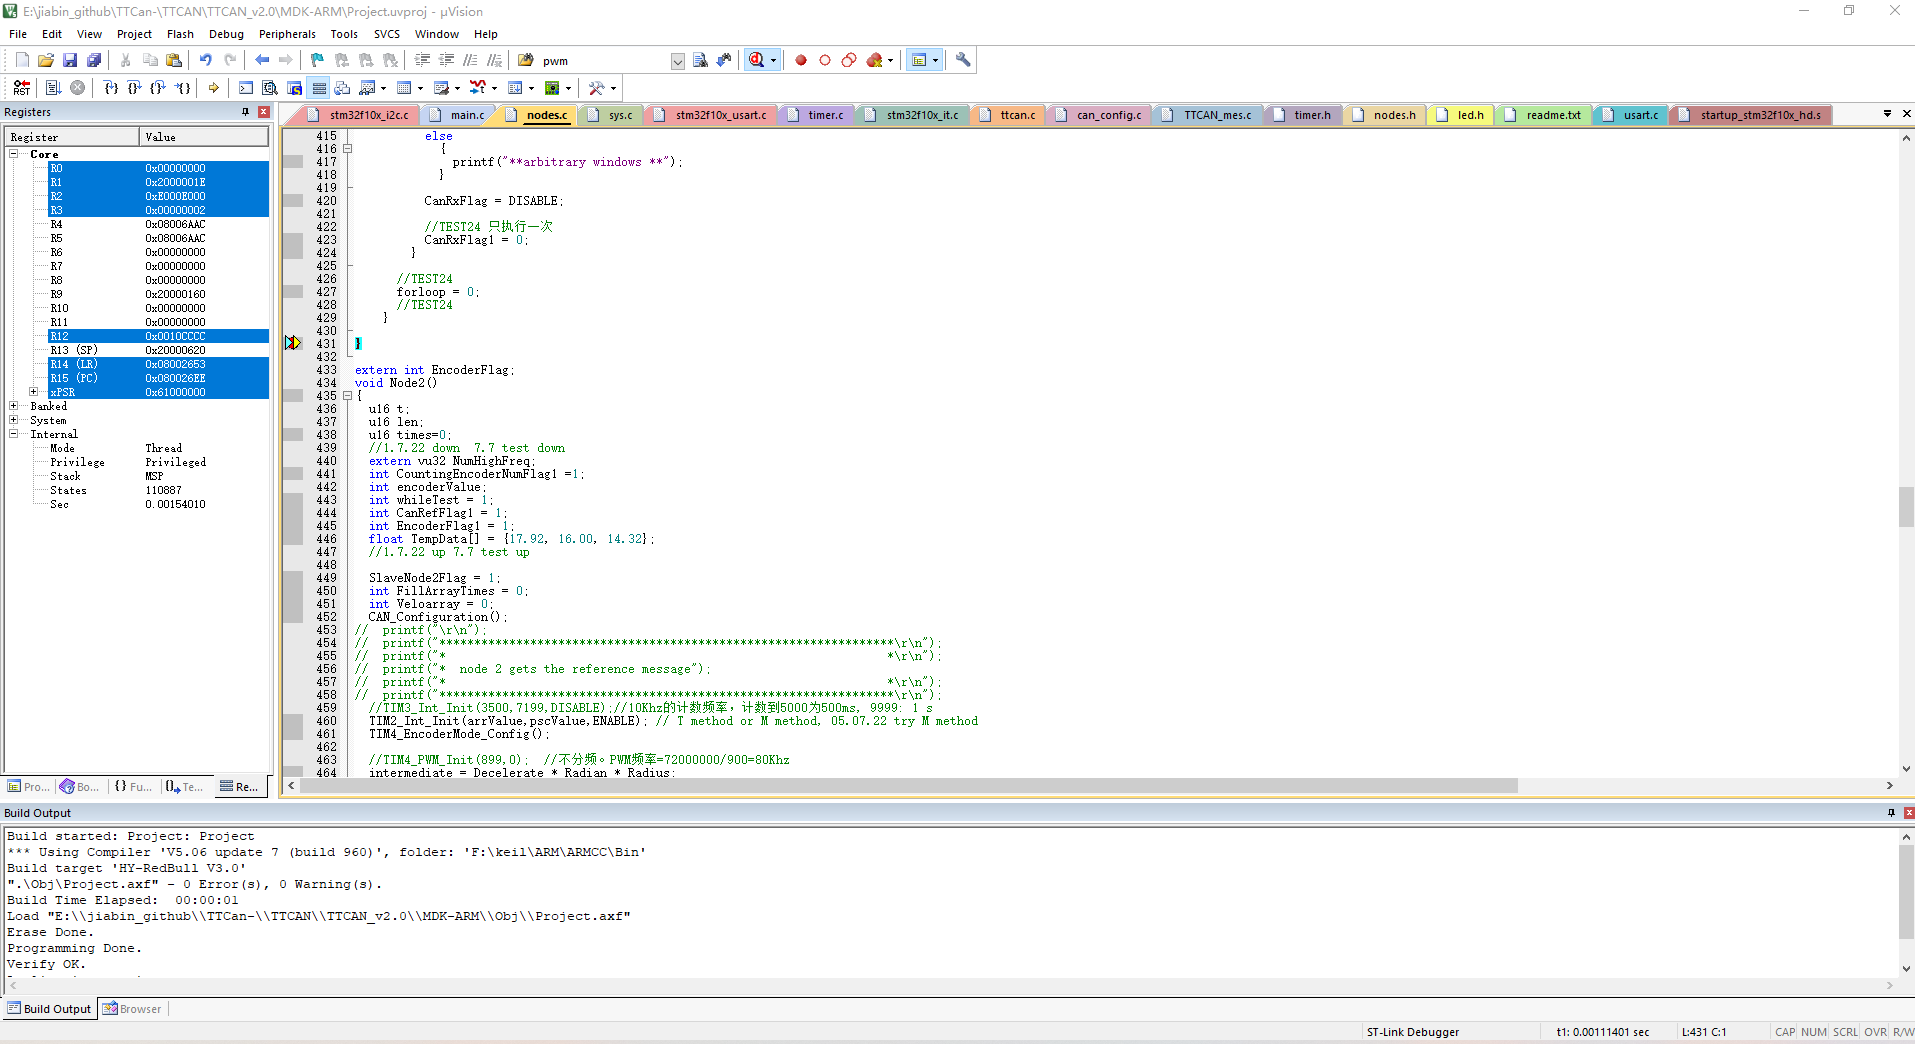 E:\jiabin_github\TTCan-\TTCAN\TTCAN_v2.0\MDK-ARM\Project.uvproj - µVision
File Edit View Project Flash Debug Peripherals Tools SVCS Window Help
pwm
RST
Registers
stm32f10x_i2c.c main.c nodes.c sys.c stm32f10x_usart.c timer.c stm32f10x_it.c ttcan.c can_config.c TTCAN_mes.c timer.h nodes.h led.h readme.txt usart.c startup_stm32f10x_hd.s
Register Value
Core
R0 0x00000000
R1 0x2000001E
R2 0xE000E000
R3 0x00000002
R4 0x08006AAC
R5 0x08006AAC
R6 0x00000000
R7 0x00000000
R8 0x00000000
R9 0x20000160
R10 0x00000000
R11 0x00000000
R12 0x0010CCCC
R13 (SP) 0x20000620
R14 (LR) 0x08002653
R15 (PC) 0x080026EE
xPSR 0x61000000
Banked
System
Internal
Mode Thread
Privilege Privileged
Stack MSP
States 110887
Sec 0.00154010
Pro... Bo... {} Fu... Te... Re...
415 else
416 {
417 printf("**arbitrary windows **");
418 }
419
420 CanRxFlag = DISABLE;
421
422 //TEST24 只执行一次
423 CanRxFlag1 = 0;
424 }
425
426 //TEST24
427 forloop = 0;
428 //TEST24
429 }
430
431 }
432
433 extern int EncoderFlag;
434 void Node2()
435 {
436 u16 t;
437 u16 len;
438 u16 times=0;
439 //1.7.22 down  7.7 test down
440 extern vu32 NumHighFreq;
441 int CountingEncoderNumFlag1 =1;
442 int encoderValue;
443 int whileTest = 1;
444 int CanRefFlag1 = 1;
445 int EncoderFlag1 = 1;
446 float TempData[] = {17.92, 16.00, 14.32};
447 //1.7.22 up 7.7 test up
448
449 SlaveNode2Flag = 1;
450 int FillArrayTimes = 0;
451 int Veloarray = 0;
452 CAN_Configuration();
453 //  printf("\r\n");
454 //  printf("*****************************************************************\r\n");
455 //  printf("*                                                               *\r\n");
456 //  printf("*  node 2 gets the reference message");
457 //  printf("*                                                               *\r\n");
458 //  printf("*****************************************************************\r\n");
459 //TIM3_Int_Init(3500,7199,DISABLE);//10Khz的计数频率，计数到5000为500ms, 9999: 1 s
460 TIM2_Int_Init(arrValue,pscValue,ENABLE); // T method or M method, 05.07.22 try M method
461 TIM4_EncoderMode_Config();
462
463 //TIM4_PWM_Init(899,0);  //不分频。PWM频率=72000000/900=80Khz
464 intermediate = Decelerate * Radian * Radius;
Build Output
Build started: Project: Project
*** Using Compiler 'V5.06 update 7 (build 960)', folder: 'F:\keil\ARM\ARMCC\Bin'
Build target 'HY-RedBull V3.0'
".\Obj\Project.axf" - 0 Error(s), 0 Warning(s).
Build Time Elapsed:  00:00:01
Load "E:\\jiabin_github\\TTCan-\\TTCAN\\TTCAN_v2.0\\MDK-ARM\\Obj\\Project.axf"
Erase Done.
Programming Done.
Verify OK.
Build Output Browser
ST-Link Debugger t1: 0.00111401 sec L:431 C:1 CAP NUM SCRL OVR R/W